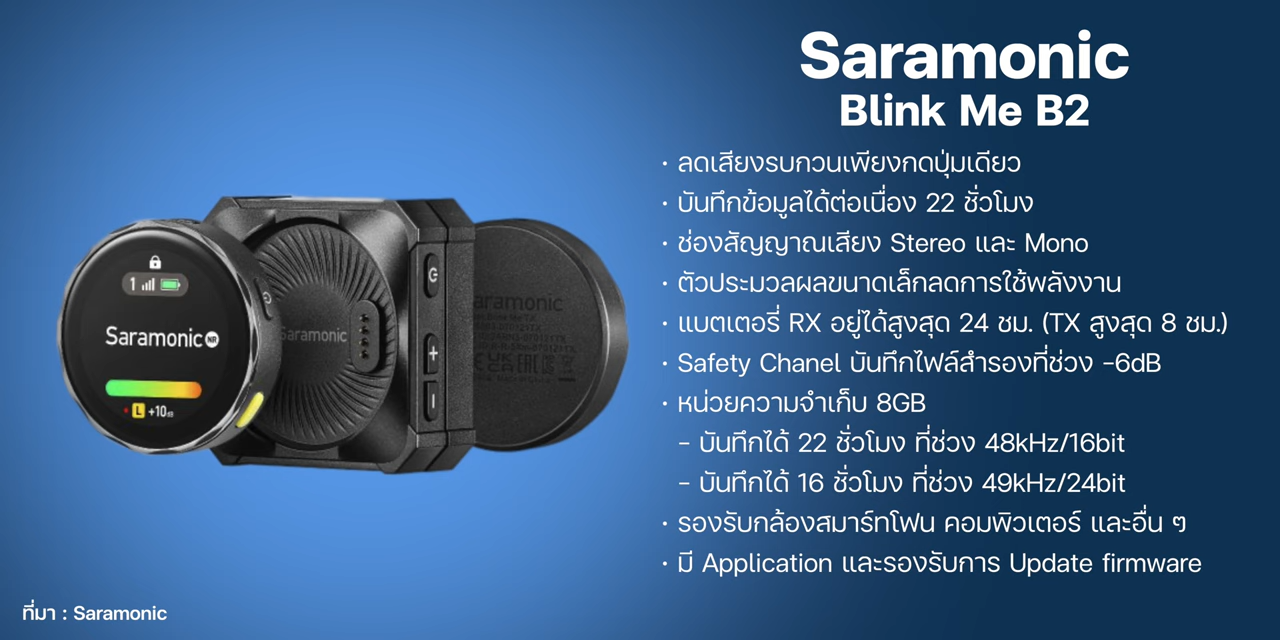 Saramonic
Blink Me B2
· ลดเสียงรบกวนเพียงกดปุ่มเดียว
· บันทึกข้อมูลได้ต่อเนื่อง 22 ชั่วโมง
· ช่องสัญญาณเสียง Stereo และ Mono
· ตัวประมวลผลขนาดเล็กลดการใช้พลังงาน
· แบตเตอรี่ RX อยู่ได้สูงสุด 24 ชม. (TX สูงสุด 8 ชม.)
· Safety Chanel บันทึกไฟล์สำรองที่ช่วง -6dB
· หน่วยความจำเก็บ 8GB
- บันทึกได้ 22 ชั่วโมง ที่ช่วง 48kHz/16bit
- บันทึกได้ 16 ชั่วโมง ที่ช่วง 49kHz/24bit
· รองรับกล้องสมาร์ทโฟน คอมพิวเตอร์ และอื่น ๆ
· มี Application และรองรับการ Update firmware
1
Saramonic NR
L +10dB
Saramonic
aramonic
ที่มา : Saramonic